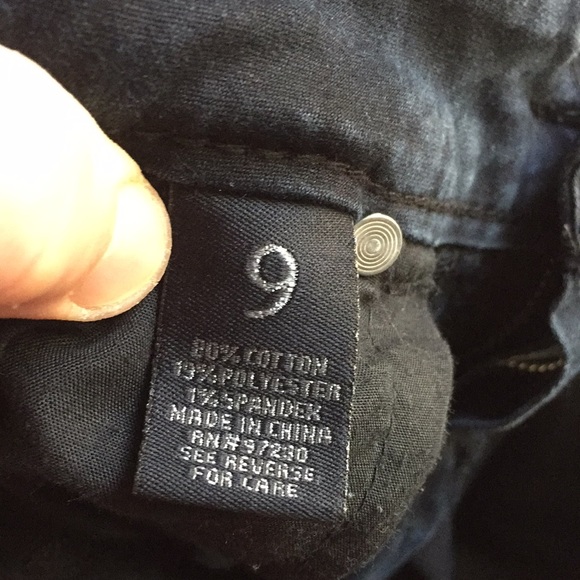 9
80% COTTON
19% POLYESTER
1% SPANDEX
MADE IN CHINA
RN# 97230
SEE REVERSE
FOR CARE